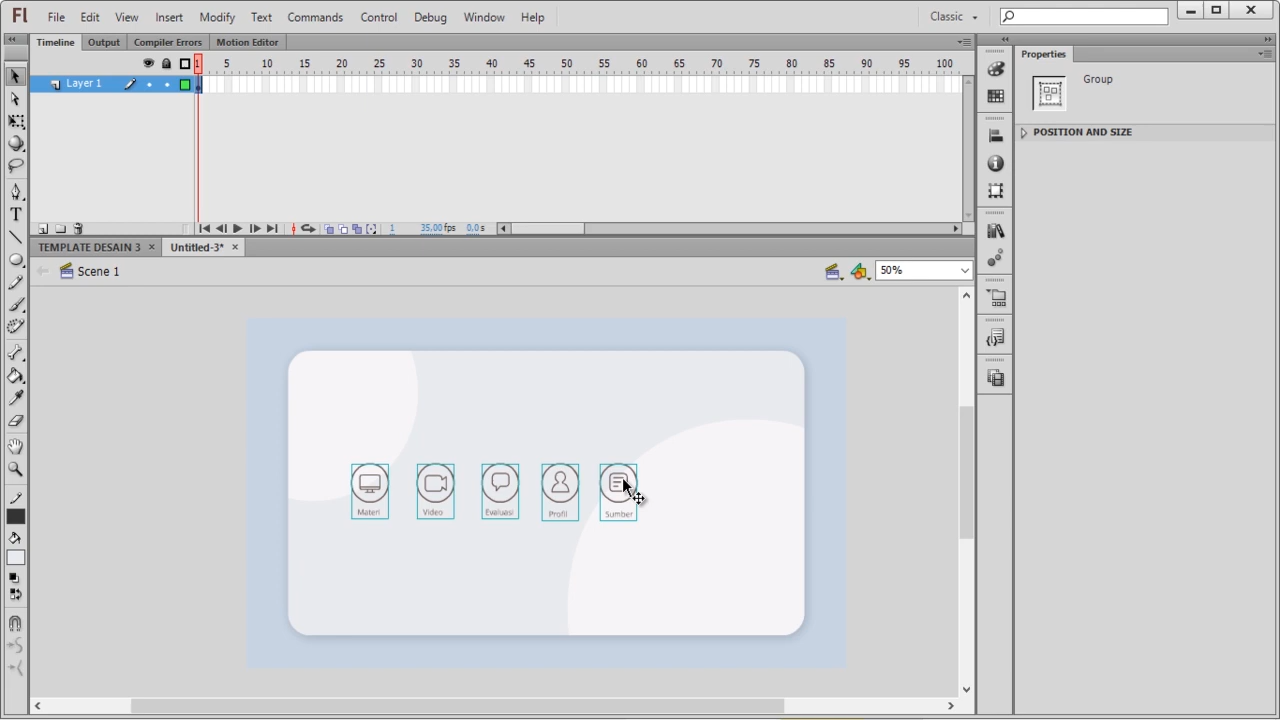 Fl File Edit View Insert Modify Text Commands Control Debug Window Help Classic
Timeline Output Compiler Errors Motion Editor
1 5 10 15 20 25 30 35 40 45 50 55 60 65 70 75 80 85 90 95 100
Layer 1
1 35,00 fps 0,0 s
TEMPLATE DESAIN 3 × Untitled-3* ×
Scene 1 50%
Materi Video Evaluasi Profil Sumber
Properties
Group
POSITION AND SIZE